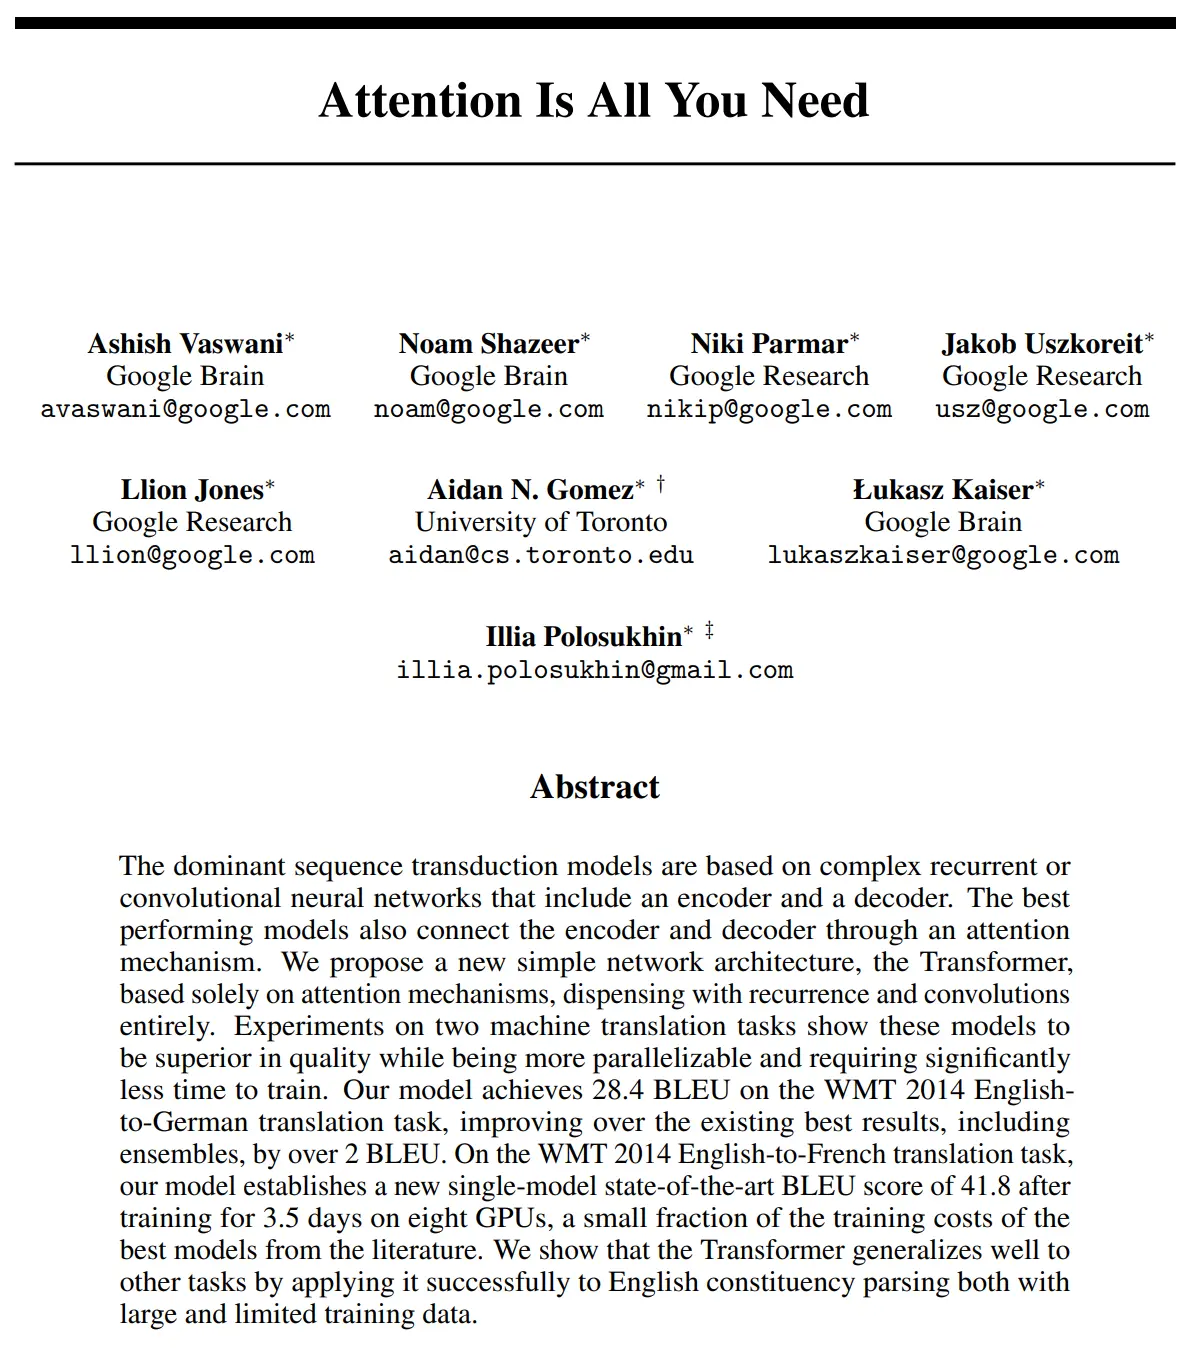 Attention Is All You Need
Ashish Vaswani* Noam Shazeer* Niki Parmar* Jakob Uszkoreit*
Google Brain Google Brain Google Research Google Research
avaswani@google.com noam@google.com nikip@google.com usz@google.com
Llion Jones* Aidan N. Gomez* † Łukasz Kaiser*
Google Research University of Toronto Google Brain
llion@google.com aidan@cs.toronto.edu lukaszkaiser@google.com
Illia Polosukhin* ‡
illia.polosukhin@gmail.com
Abstract
The dominant sequence transduction models are based on complex recurrent or
convolutional neural networks that include an encoder and a decoder. The best
performing models also connect the encoder and decoder through an attention
mechanism. We propose a new simple network architecture, the Transformer,
based solely on attention mechanisms, dispensing with recurrence and convolutions
entirely. Experiments on two machine translation tasks show these models to
be superior in quality while being more parallelizable and requiring significantly
less time to train. Our model achieves 28.4 BLEU on the WMT 2014 English-
to-German translation task, improving over the existing best results, including
ensembles, by over 2 BLEU. On the WMT 2014 English-to-French translation task,
our model establishes a new single-model state-of-the-art BLEU score of 41.8 after
training for 3.5 days on eight GPUs, a small fraction of the training costs of the
best models from the literature. We show that the Transformer generalizes well to
other tasks by applying it successfully to English constituency parsing both with
large and limited training data.